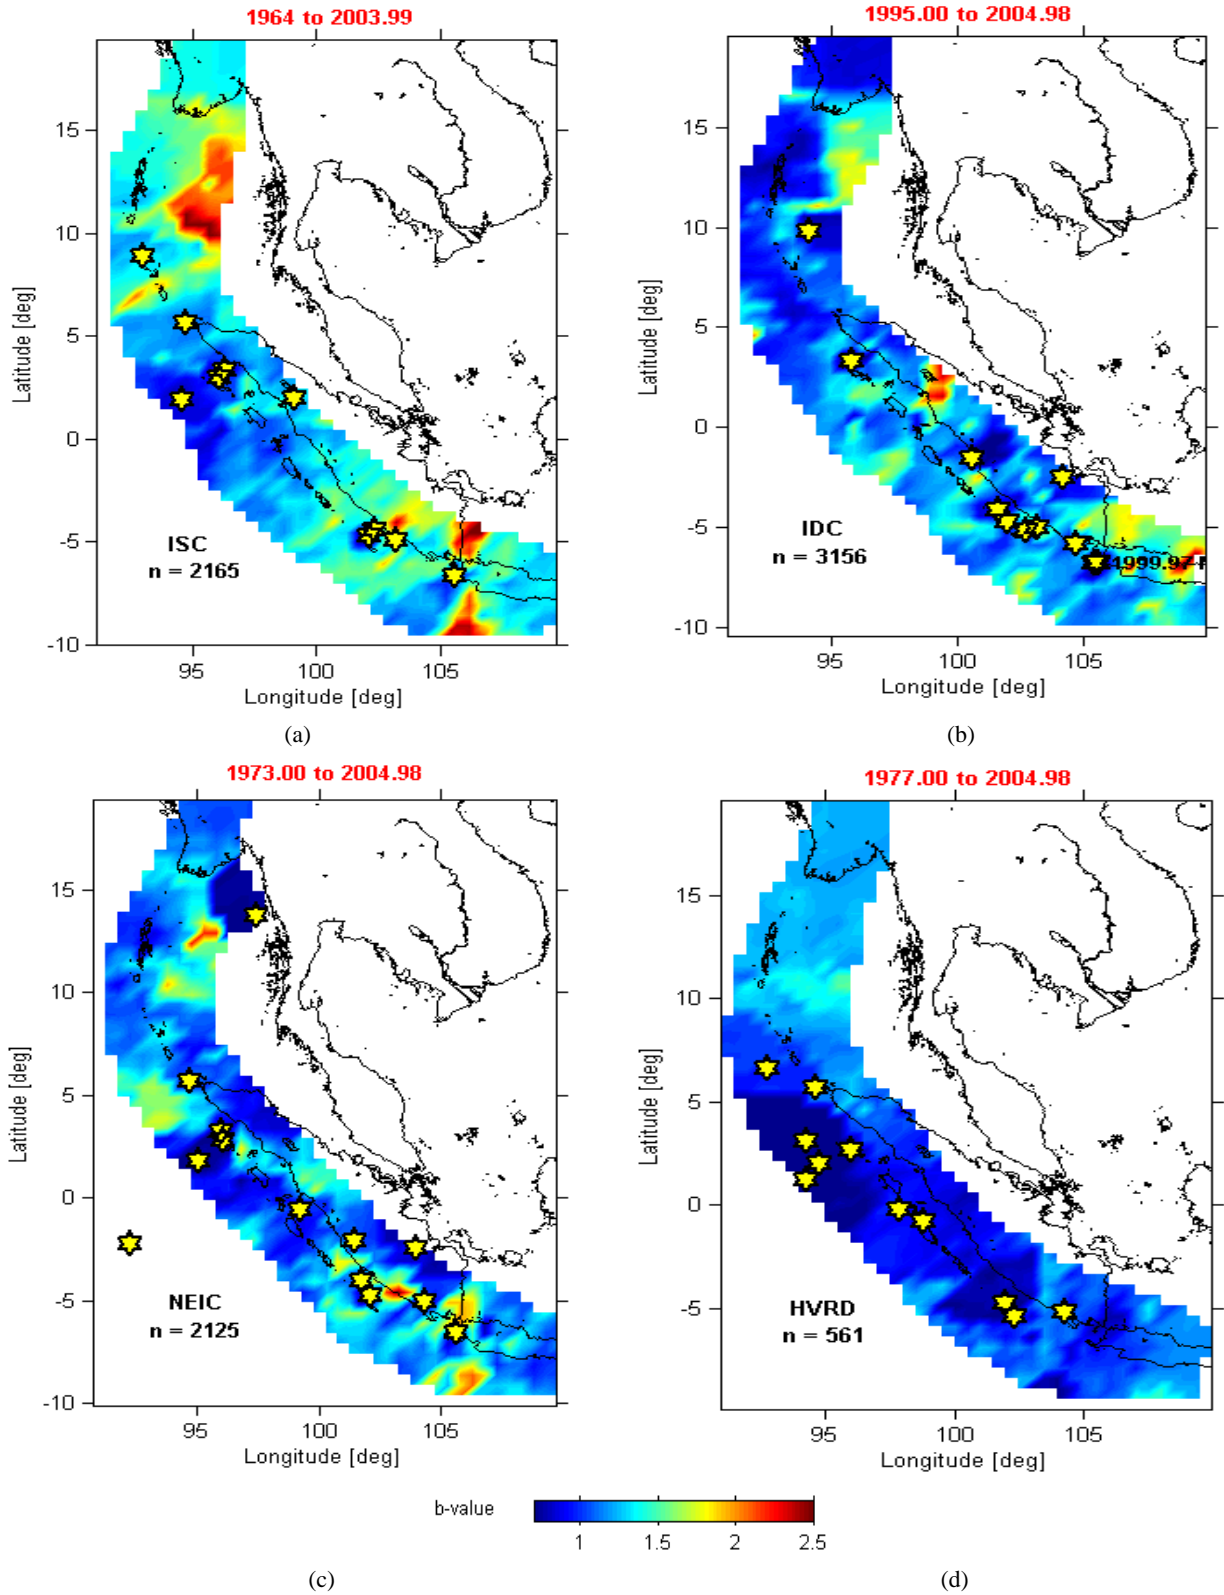 1964 to 2003.99
15
10
5
0
-5
-10
Latitude [deg]
ISC
n = 2165
95
100
105
Longitude [deg]
(a)
1995.00 to 2004.98
15
10
5
0
-5
-10
Latitude [deg]
IDC
n = 3156
1999.97
95
100
105
Longitude [deg]
(b)
1973.00 to 2004.98
15
10
5
0
-5
-10
Latitude [deg]
NEIC
n = 2125
95
100
105
Longitude [deg]
1977.00 to 2004.98
15
10
5
0
-5
Latitude [deg]
HVRD
n = 561
95
100
105
Longitude [deg]
b-value
1
1.5
2
2.5
(c)
(d)